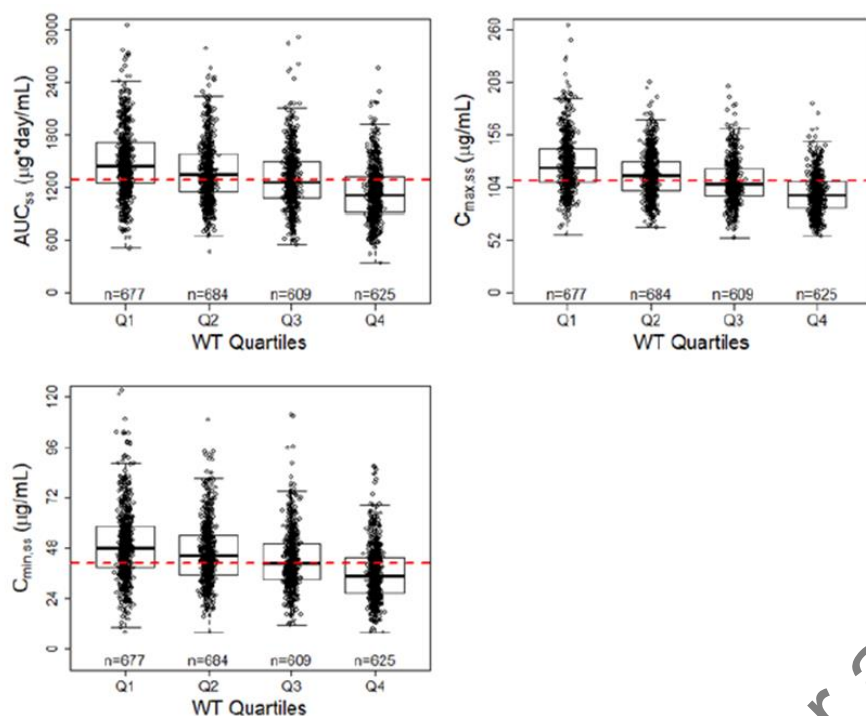 AUCss (µg*day/mL)
3000
2400
1800
1200
600
0
n=677 n=684 n=609 n=625
Q1 Q2 Q3 Q4
WT Quartiles
Cmax,ss (µg/mL)
260
208
156
104
52
0
n=677 n=684 n=609 n=625
Q1 Q2 Q3 Q4
WT Quartiles
Cmin,ss (µg/mL)
120
96
72
48
24
0
n=677 n=684 n=609 n=625
Q1 Q2 Q3 Q4
WT Quartiles